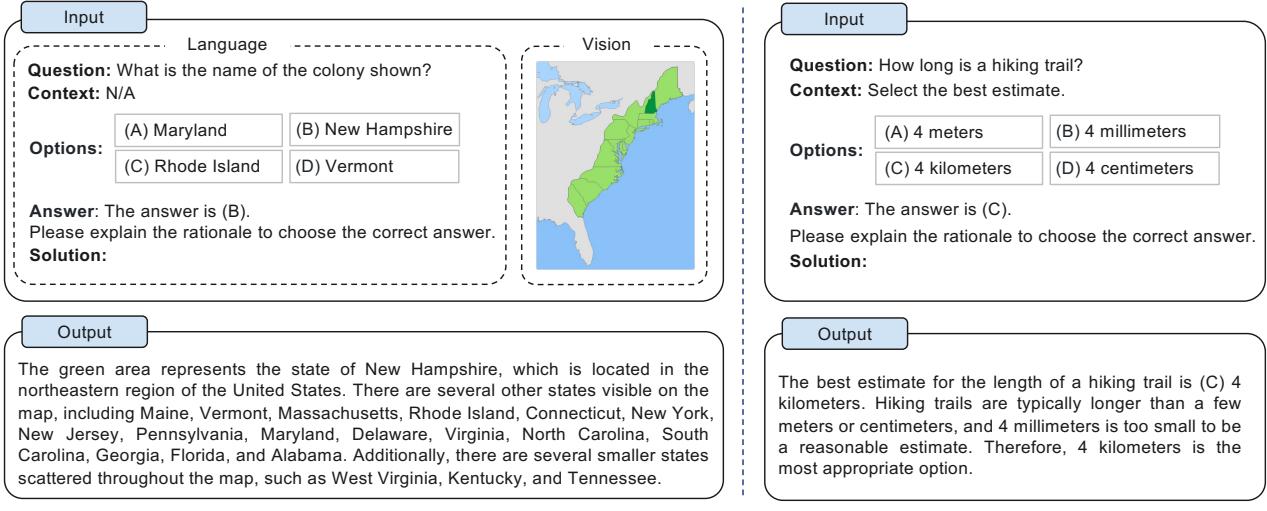 Input
Language
Question: What is the name of the colony shown?
Context: N/A
Options:
(A) Maryland
(B) New Hampshire
(C) Rhode Island
(D) Vermont
Answer: The answer is (B).
Please explain the rationale to choose the correct answer.
Solution:
Vision
Output
The green area represents the state of New Hampshire, which is located in the
northeastern region of the United States. There are several other states visible on the
map, including Maine, Vermont, Massachusetts, Rhode Island, Connecticut, New York,
New Jersey, Pennsylvania, Maryland, Delaware, Virginia, North Carolina, South
Carolina, Georgia, Florida, and Alabama. Additionally, there are several smaller states
scattered throughout the map, such as West Virginia, Kentucky, and Tennessee.
Input
Question: How long is a hiking trail?
Context: Select the best estimate.
Options:
(A) 4 meters
(B) 4 millimeters
(C) 4 kilometers
(D) 4 centimeters
Answer: The answer is (C).
Please explain the rationale to choose the correct answer.
Solution:
Output
The best estimate for the length of a hiking trail is (C) 4
kilometers. Hiking trails are typically longer than a few
meters or centimeters, and 4 millimeters is too small to be
a reasonable estimate. Therefore, 4 kilometers is the
most appropriate option.